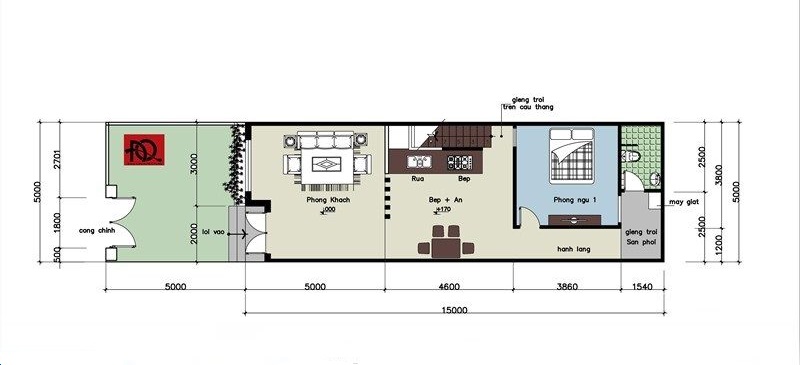 gieng troi
tren cau thang
5000
2701
1800
500
3000
2000
cong chinh
loi vao
Phong Khach
±000
Rua
Bep
Bep + An
+170
Phong ngu 1
hanh lang
may giat
gieng troi
San phoi
2500
2500
3800
1200
5000
5000
5000
4600
3860
1540
15000